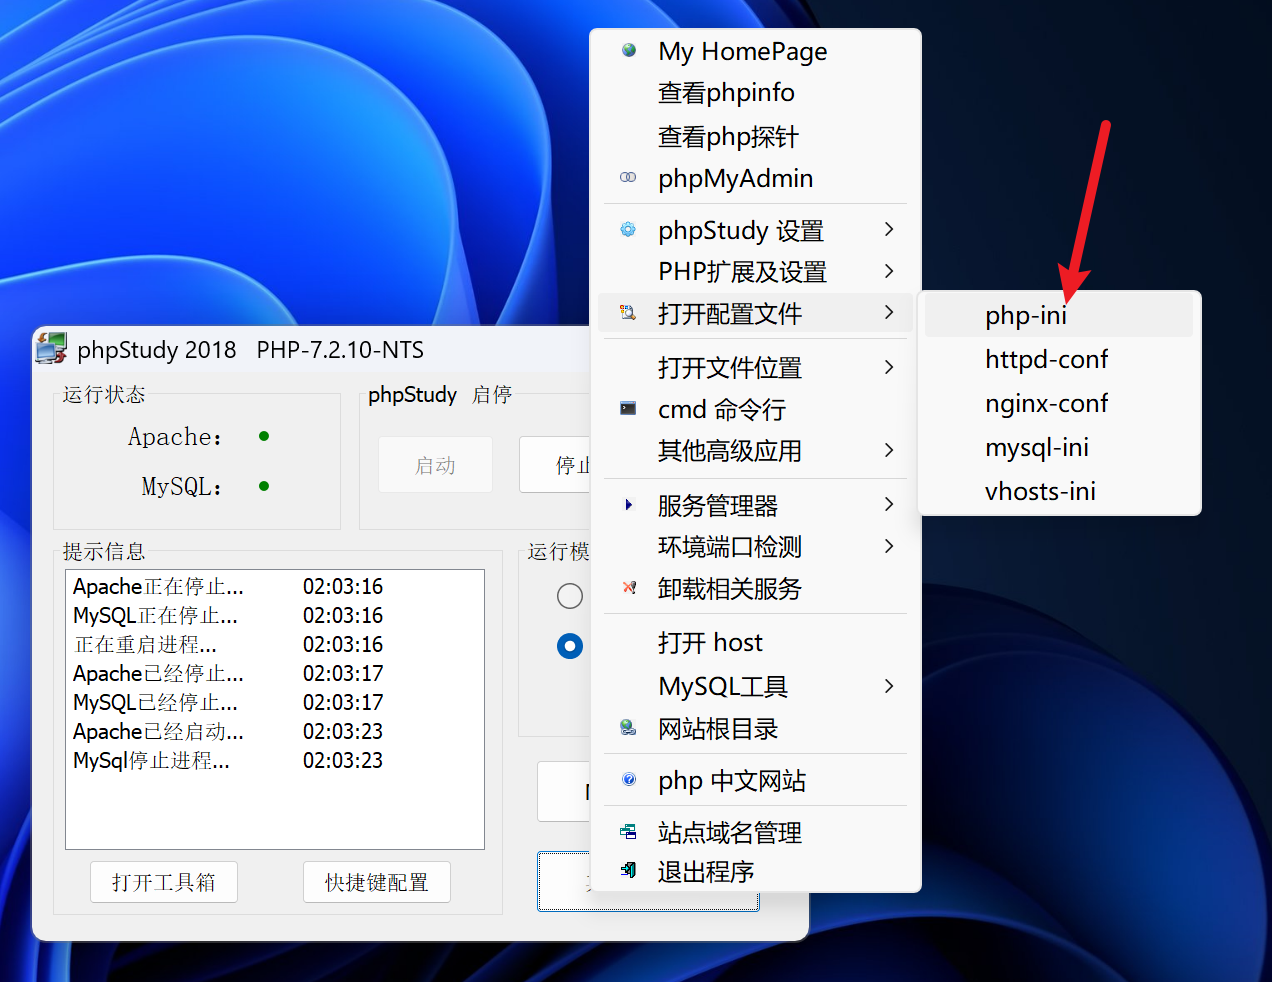 My HomePage
查看phpinfo
查看php探针
phpMyAdmin
phpStudy 设置
PHP扩展及设置
打开配置文件
打开文件位置
cmd 命令行
其他高级应用
服务管理器
环境端口检测
卸载相关服务
打开 host
MySQL工具
网站根目录
php 中文网站
站点域名管理
退出程序
php-ini
httpd-conf
nginx-conf
mysql-ini
vhosts-ini
phpStudy 2018 PHP-7.2.10-NTS
运行状态
Apache:
MySQL:
phpStudy 启停
启动
停止
提示信息
Apache正在停止... 02:03:16
MySQL正在停止... 02:03:16
正在重启进程... 02:03:16
Apache已经停止... 02:03:17
MySQL已经停止... 02:03:17
Apache已经启动... 02:03:23
MySql停止进程... 02:03:23
打开工具箱
快捷键配置
运行模